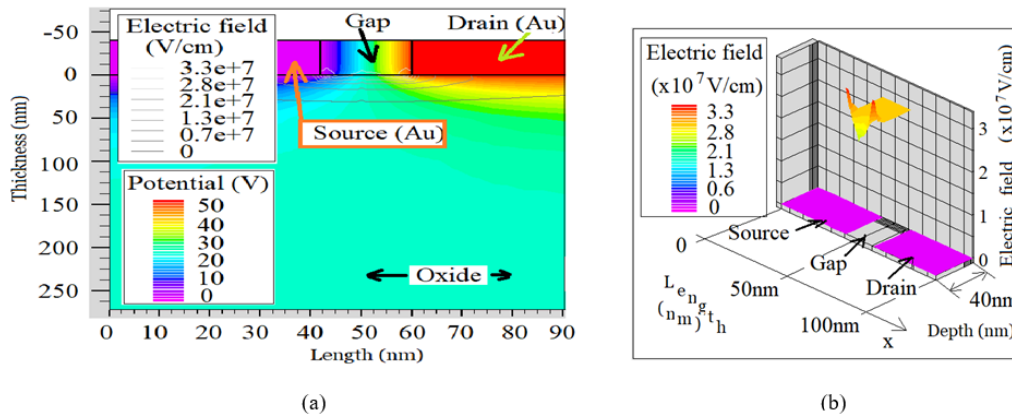 Electric field
(V/cm)
3.3e+7
2.8e+7
2.1e+7
1.3e+7
0.7e+7
0
Gap
Drain (Au)
Source (Au)
Potential (V)
50
40
30
20
10
0
Oxide
Thickness (nm)
-50
0
50
100
150
200
250
0 10 20 30 40 50 60 70 80 90
Length (nm)
(a)
Electric field
(x10⁷V/cm)
3.3
2.8
2.1
1.3
0.6
0
Source
Gap
Drain
0
50nm
100nm
x
Length
(nm)
Depth (nm)
40nm
3
2
1
0
Electric field (x10⁷V/cm)
(b)